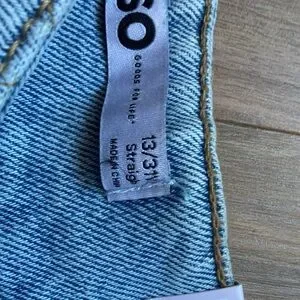 SO
GOODS FOR LIFE
13/31
Straig
MADE IN CHI